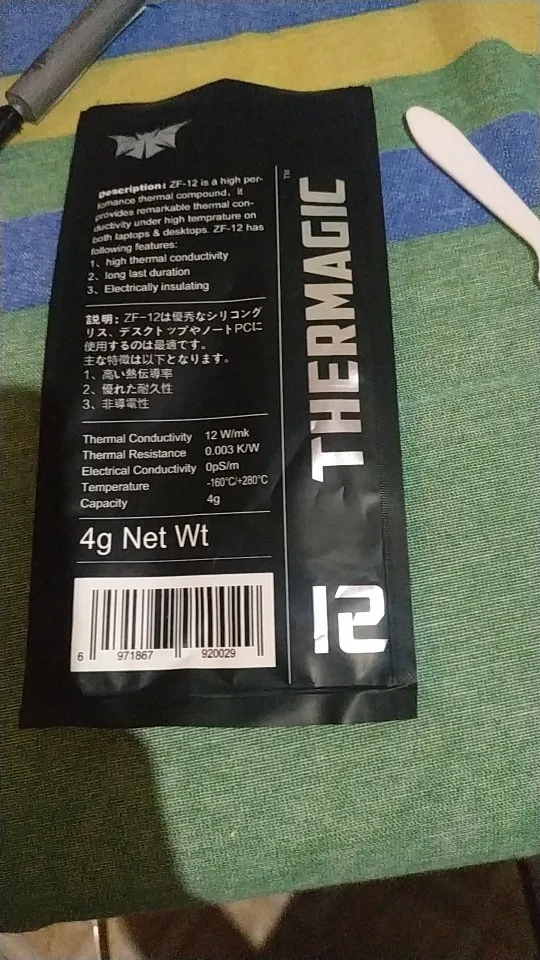 Description: ZF-12 is a high per-
fomance thermal compound, it
provides remarkable thermal con-
ductivity under high temprature on
both laptops & desktops. ZF-12 has
following features:
1、high thermal conductivity
2、long last duration
3、Electrically insulating
説明: ZF-12は優秀なシリコング
リス、デスクトップやノートPCに
使用するのは最適です。
主な特徴は以下となります。
1、高い熱伝導率
2、優れた耐久性
3、非導電性
Thermal Conductivity 12 W/mk
Thermal Resistance 0.003 K/W
Electrical Conductivity 0pS/m
Temperature -160°C/+280°C
Capacity 4g
4g Net Wt
6 971867 920029
THERMAGIC™
12